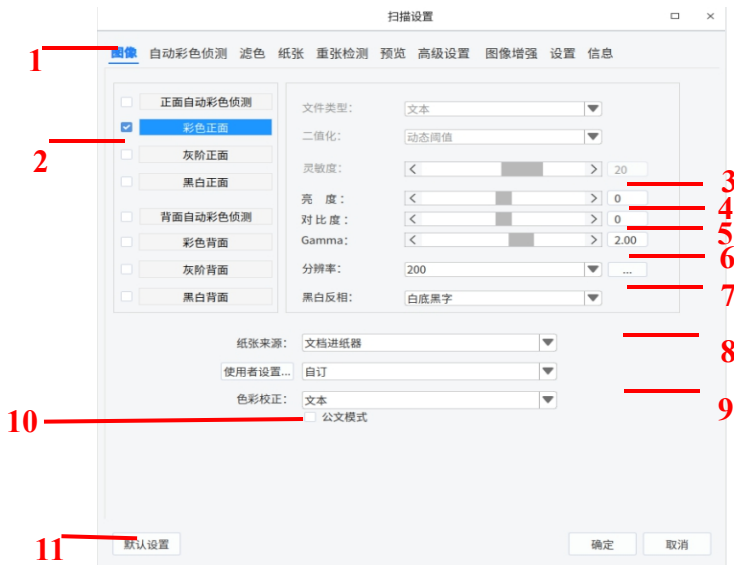 扫描设置
1 图像 自动彩色侦测 滤色 纸张 重张检测 预览 高级设置 图像增强 设置 信息
正面自动彩色侦测
彩色正面
2
灰阶正面
黑白正面
背面自动彩色侦测
彩色背面
灰阶背面
黑白背面
文件类型: 文本
二值化: 动态阈值
灵敏度: 20
3
亮 度: 0
4
对比度: 0
5
Gamma: 2.00
6
分辨率: 200 ...
7
黑白反相: 白底黑字
纸张来源: 文档进纸器
8
使用者设置... 自订
色彩校正: 文本
9
10 公文模式
11 默认设置 确定 取消